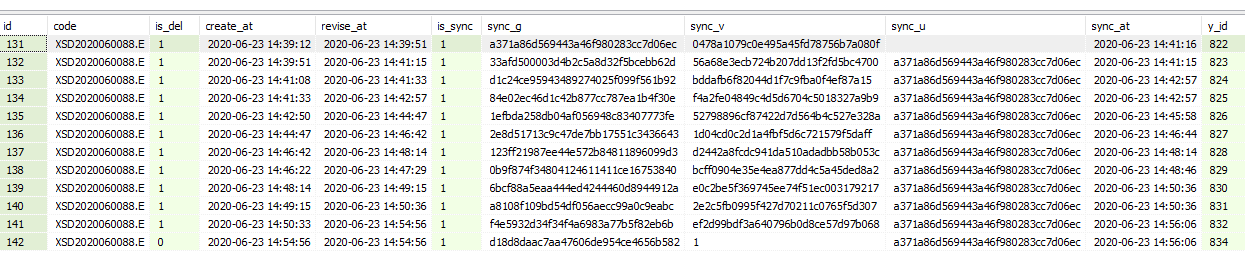 id code is_del create_at revise_at is_sync sync_g sync_v sync_u sync_at y_id
131 XSD2020060088.E 1 2020-06-23 14:39:12 2020-06-23 14:39:51 1 a371a86d569443a46f980283cc7d06ec 0478a1079c0e495a45fd78756b7a080f 2020-06-23 14:41:16 822
132 XSD2020060088.E 1 2020-06-23 14:39:51 2020-06-23 14:41:15 1 33afd500003d4b2c5a8d32f5bcebb62d 56a68e3ecb724b207dd13f2fd5bc4700 a371a86d569443a46f980283cc7d06ec 2020-06-23 14:41:15 823
133 XSD2020060088.E 1 2020-06-23 14:41:08 2020-06-23 14:41:33 1 d1c24ce95943489274025f099f561b92 bddafb6f82044d1f7c9fba0f4ef87a15 a371a86d569443a46f980283cc7d06ec 2020-06-23 14:42:57 824
134 XSD2020060088.E 1 2020-06-23 14:41:33 2020-06-23 14:42:57 1 84e02ec46d1c42b877cc787ea1b4f30e f4a2fe04849c4d5d6704c5018327a9b9 a371a86d569443a46f980283cc7d06ec 2020-06-23 14:42:57 825
135 XSD2020060088.E 1 2020-06-23 14:42:50 2020-06-23 14:44:47 1 1efbda258db04af056948c83407773fe 52798896cf87422d7d564b4c527e328a a371a86d569443a46f980283cc7d06ec 2020-06-23 14:45:58 826
136 XSD2020060088.E 1 2020-06-23 14:44:47 2020-06-23 14:46:42 1 2e8d51713c9c47de7bb17551c3436643 1d04cd0c2d1a4fbf5d6c721579f5daff a371a86d569443a46f980283cc7d06ec 2020-06-23 14:46:44 827
137 XSD2020060088.E 1 2020-06-23 14:46:42 2020-06-23 14:48:14 1 123ff21987ee44e572b84811896099d3 d2442a8fcdc941da510adadbb58b053c a371a86d569443a46f980283cc7d06ec 2020-06-23 14:48:14 828
138 XSD2020060088.E 1 2020-06-23 14:46:22 2020-06-23 14:47:29 1 0b9f874f34804124611411ce16753840 bcff0904e35e4ea877dd4c5a45ded8a2 a371a86d569443a46f980283cc7d06ec 2020-06-23 14:48:46 829
139 XSD2020060088.E 1 2020-06-23 14:48:14 2020-06-23 14:49:15 1 6bcf88a5eaa444ed4244460d8944912a e0c2be5f369745ee74f51ec003179217 a371a86d569443a46f980283cc7d06ec 2020-06-23 14:50:36 830
140 XSD2020060088.E 1 2020-06-23 14:49:15 2020-06-23 14:50:36 1 a8108f109bd54df056aecc99a0c9eabc 2e2c5fb0995f427d70211c0765f5d307 a371a86d569443a46f980283cc7d06ec 2020-06-23 14:50:36 831
141 XSD2020060088.E 1 2020-06-23 14:50:33 2020-06-23 14:54:56 1 f4e5932d34f34f4a6983a77b5f82eb6b ef2d99bdf3a640796b0d8ce57d97b068 a371a86d569443a46f980283cc7d06ec 2020-06-23 14:56:06 832
142 XSD2020060088.E 0 2020-06-23 14:54:56 2020-06-23 14:54:56 1 d18d8daac7aa47606de954ce4656b582 1 a371a86d569443a46f980283cc7d06ec 2020-06-23 14:56:06 834